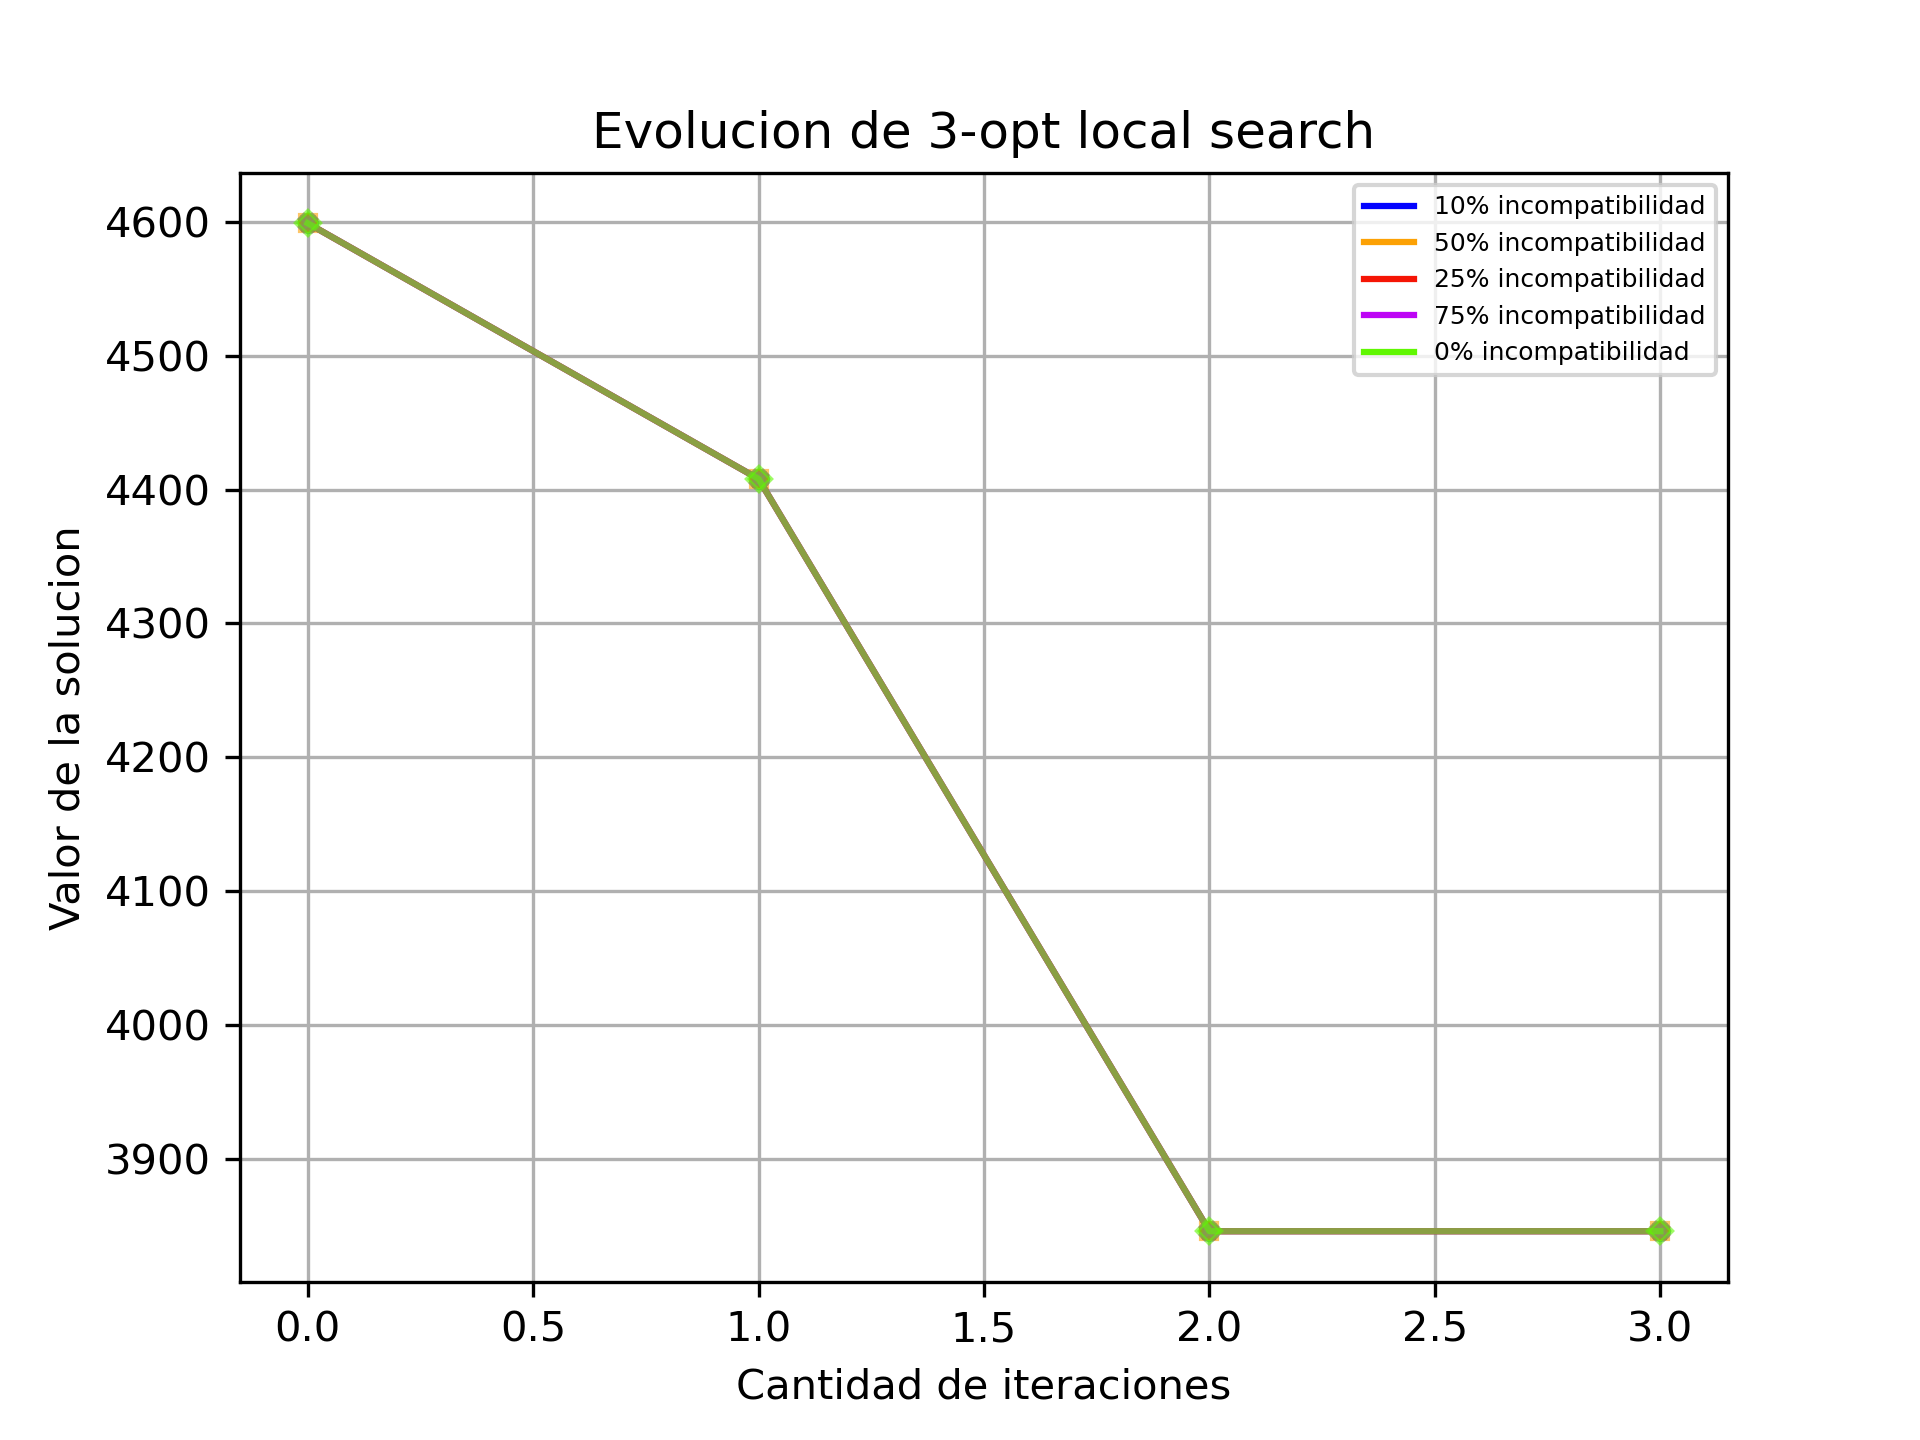 Evolucion de 3-opt local search
10% incompatibilidad
50% incompatibilidad
25% incompatibilidad
75% incompatibilidad
0% incompatibilidad
Valor de la solucion
4600
4500
4400
4300
4200
4100
4000
3900
0.0 0.5 1.0 1.5 2.0 2.5 3.0
Cantidad de iteraciones